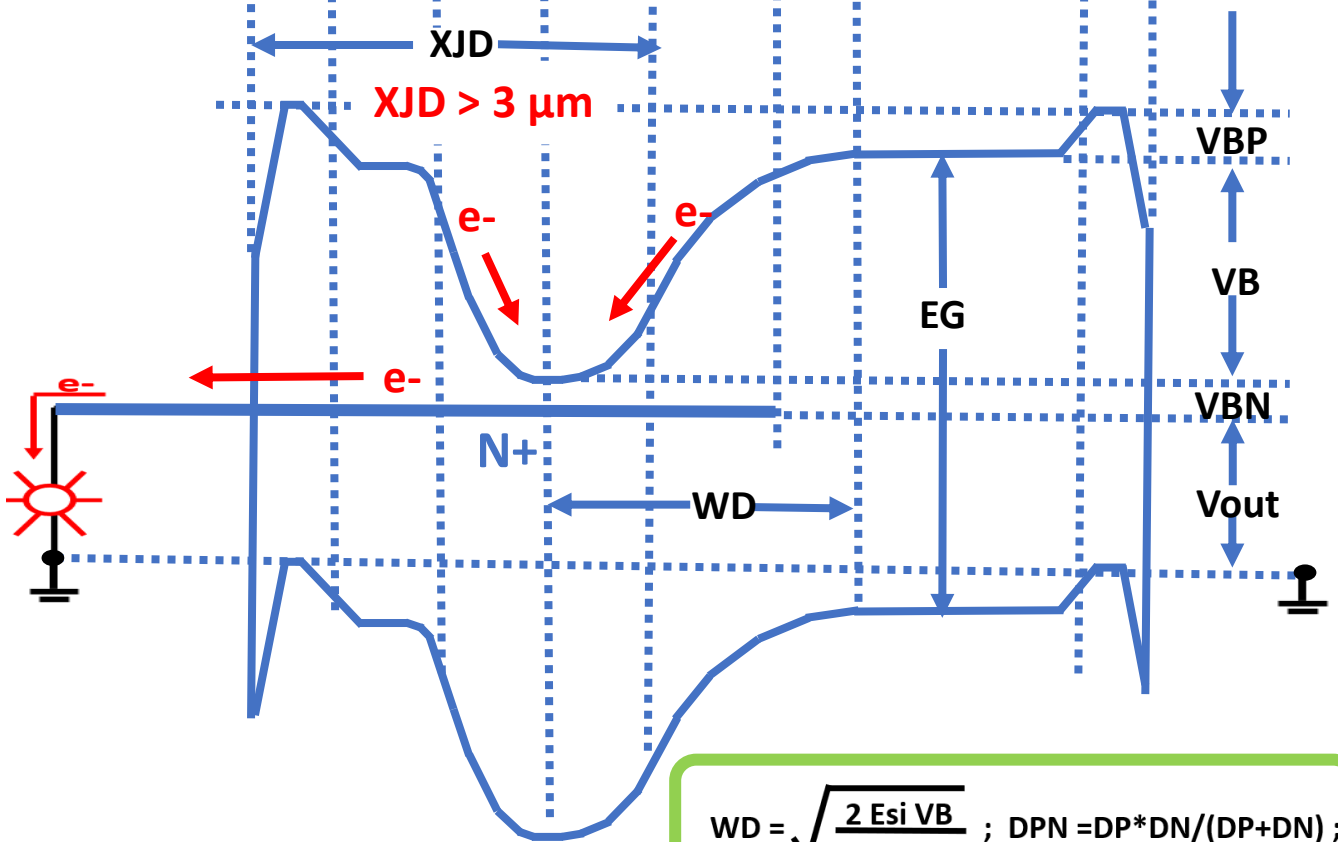 XJD
XJD > 3 µm
VBP
e-
e-
VB
EG
e-
e-
VBN
N+
WD
Vout
WD = √ 2 Esi VB ; DPN =DP*DN/(DP+DN) ;